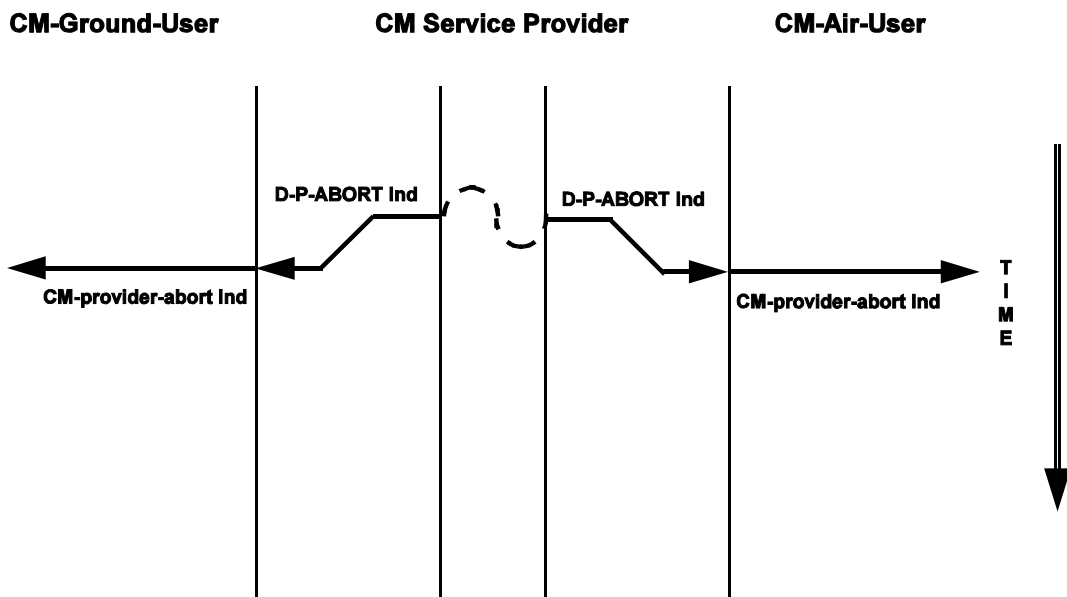 CM-Ground-User
CM Service Provider
CM-Air-User
D-P-ABORT Ind
D-P-ABORT Ind
CM-provider-abort Ind
CM-provider-abort Ind
T
I
M
E